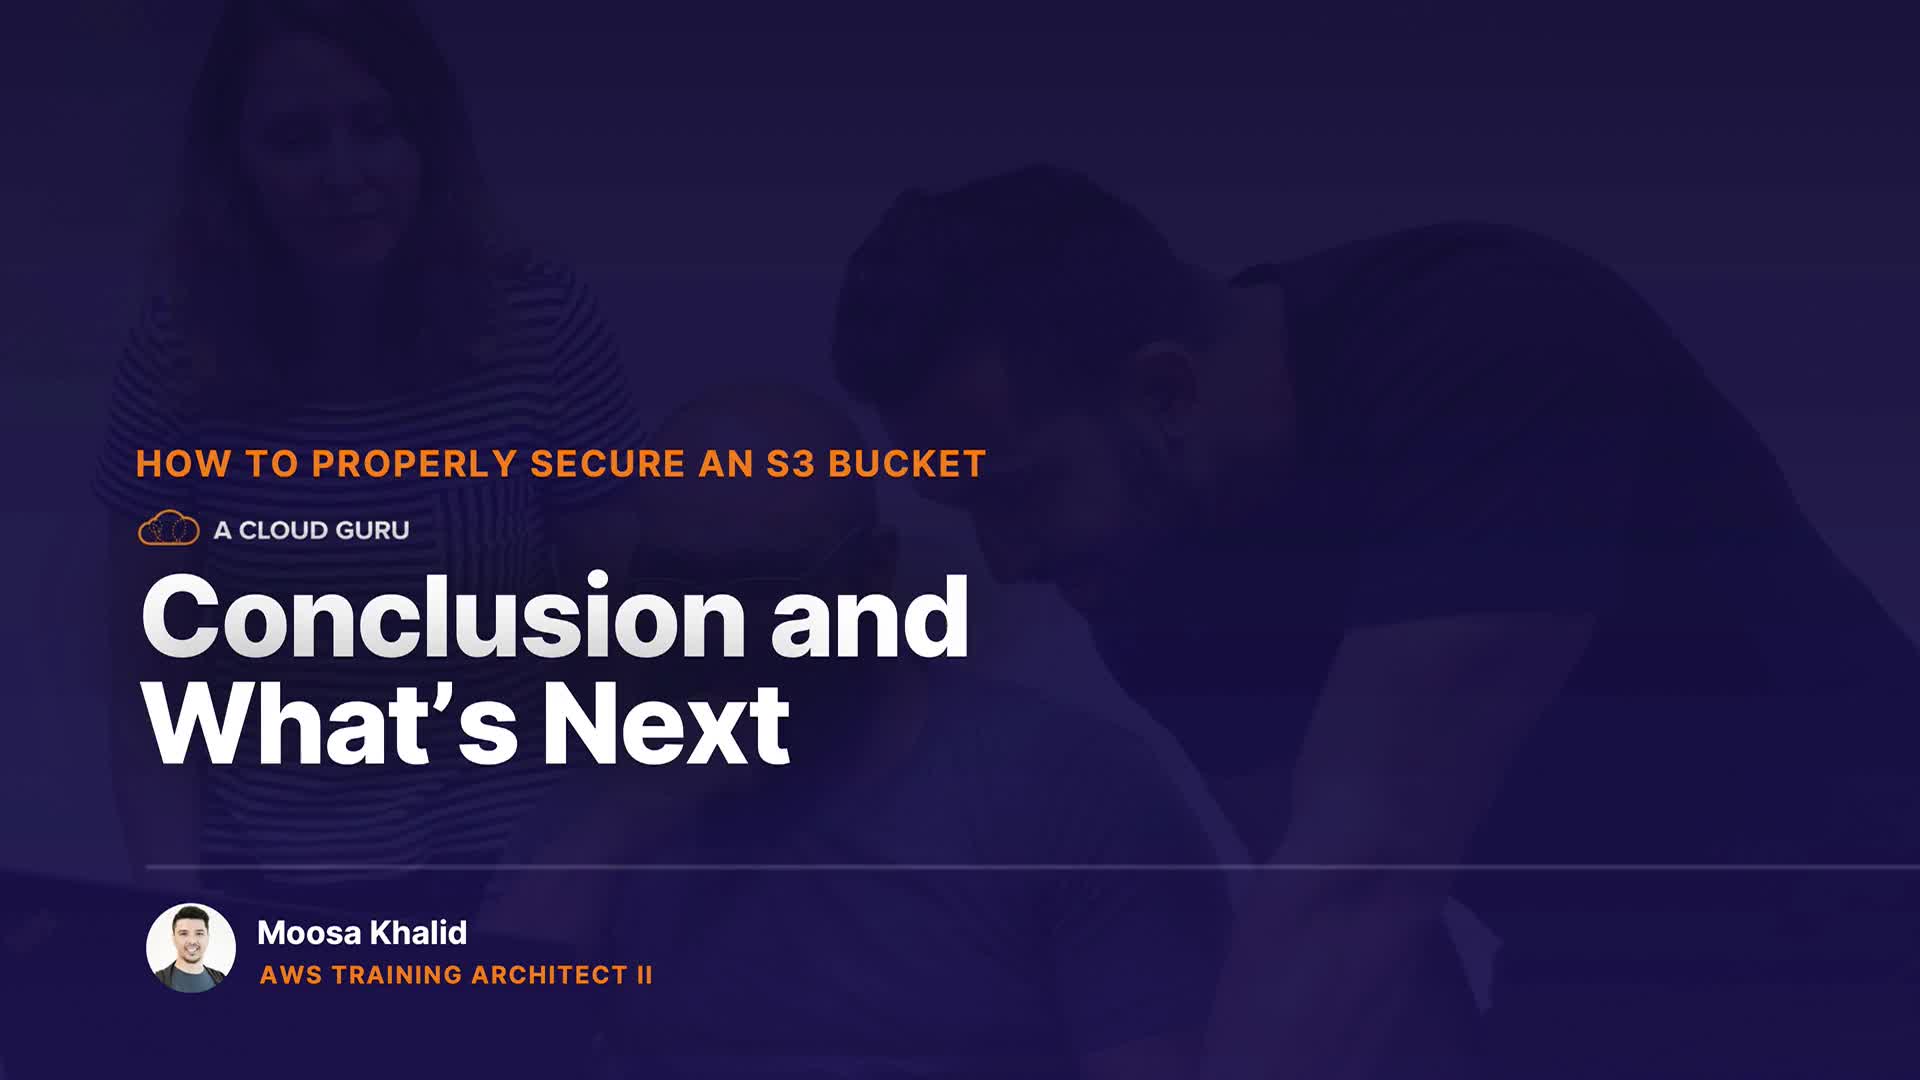 HOW TO PROPERLY SECURE AN S3 BUCKET
A CLOUD GURU
Conclusion and
What’s Next
Moosa Khalid
AWS TRAINING ARCHITECT II